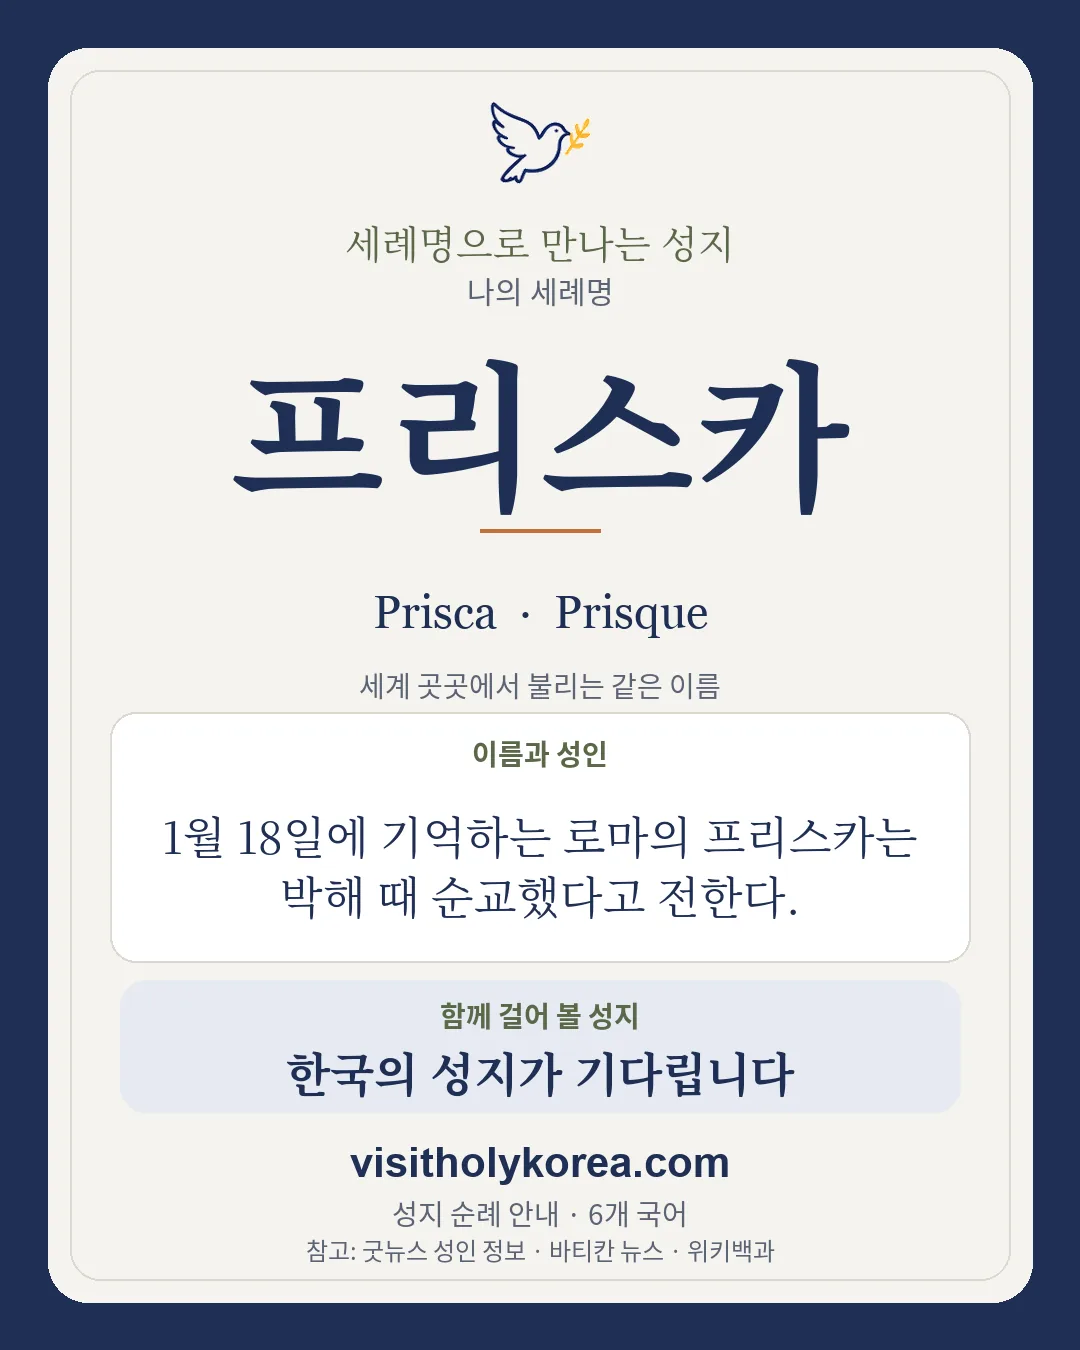 세례명으로 만나는 성지
나의 세례명
프리스카
Prisca · Prisque
세계 곳곳에서 불리는 같은 이름
이름과 성인
1월 18일에 기억하는 로마의 프리스카는
박해 때 순교했다고 전한다.
함께 걸어 볼 성지
한국의 성지가 기다립니다
visitholykorea.com
성지 순례 안내 · 6개 국어
참고: 굿뉴스 성인 정보 · 바티칸 뉴스 · 위키백과